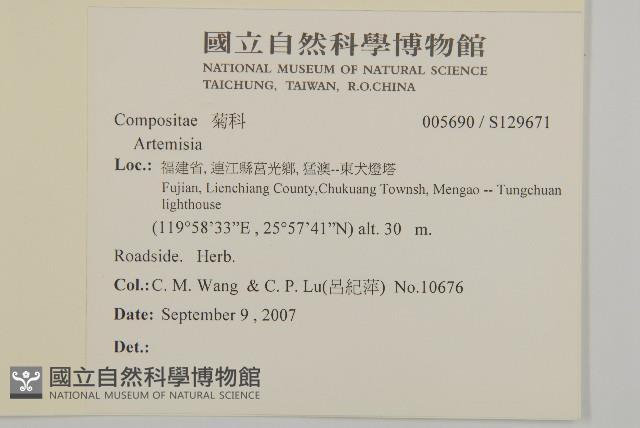 國立自然科學博物館
NATIONAL MUSEUM OF NATURAL SCIENCE
TAICHUNG, TAIWAN, R.O.CHINA
Compositae 菊科 005690 / S129671
Artemisia
Loc.: 福建省, 連江縣莒光鄉, 猛澳--東犬燈塔
Fujian, Lienchiang County,Chukuang Townsh, Mengao -- Tungchuan
lighthouse
(119°58’33”E , 25°57’41”N) alt. 30 m.
Roadside. Herb.
Col.: C. M. Wang & C. P. Lu(呂紀萍) No.10676
Date: September 9 , 2007
Det.:
國立自然科學博物館
NATIONAL MUSEUM OF NATURAL SCIENCE